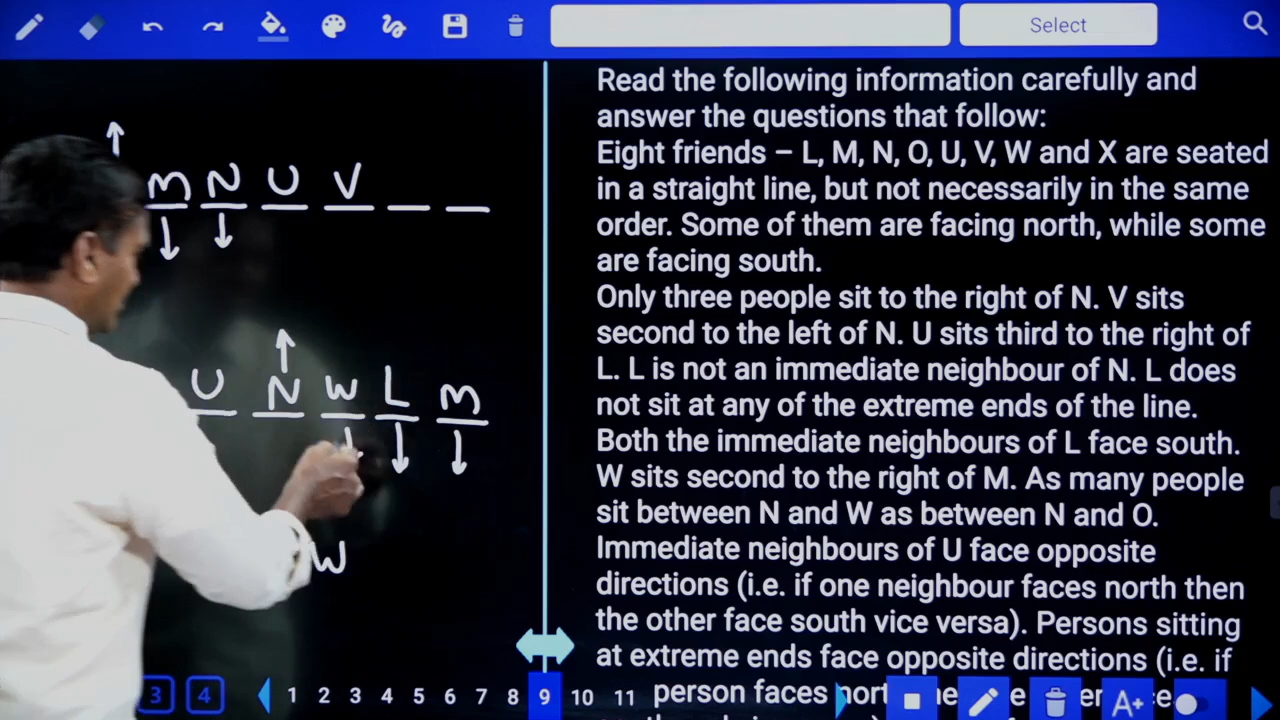 Select
Read the following information carefully and
answer the questions that follow:
Eight friends – L, M, N, O, U, V, W and X are seated
in a straight line, but not necessarily in the same
order. Some of them are facing north, while some
are facing south.
Only three people sit to the right of N. V sits
second to the left of N. U sits third to the right of
L. L is not an immediate neighbour of N. L does
not sit at any of the extreme ends of the line.
Both the immediate neighbours of L face south.
W sits second to the right of M. As many people
sit between N and W as between N and O.
Immediate neighbours of U face opposite
directions (i.e. if one neighbour faces north then
the other face south vice versa). Persons sitting
at extreme ends face opposite directions (i.e. if
person faces
M N U V
U N W L M
W
3 4 1 2 3 4 5 6 7 8 9 10 11
A+